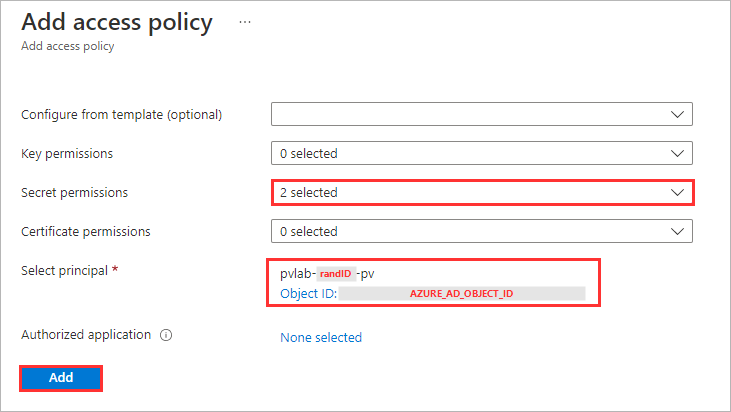 Add access policy ...
Add access policy
Configure from template (optional)
Key permissions 0 selected
Secret permissions 2 selected
Certificate permissions 0 selected
Select principal * pvlab-randID-pv
Object ID: AZURE_AD_OBJECT_ID
Authorized application None selected
Add